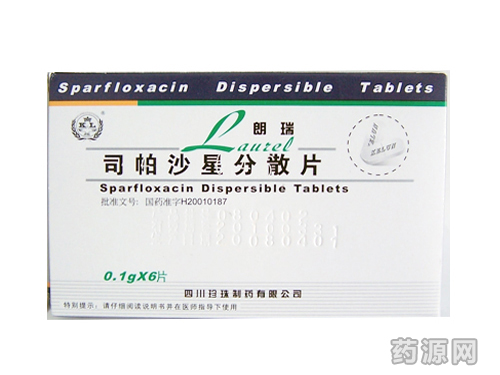 Sparfloxacin Dispersible Tablets
KL
朗瑞
Laurel
司帕沙星分散片
Sparfloxacin Dispersible Tablets
批准文号: 国药准字H20010187
0.1gX6片
四川珍珠制药有限公司
特别提示: 请仔细阅读说明书并在医师指导下使用
药源网